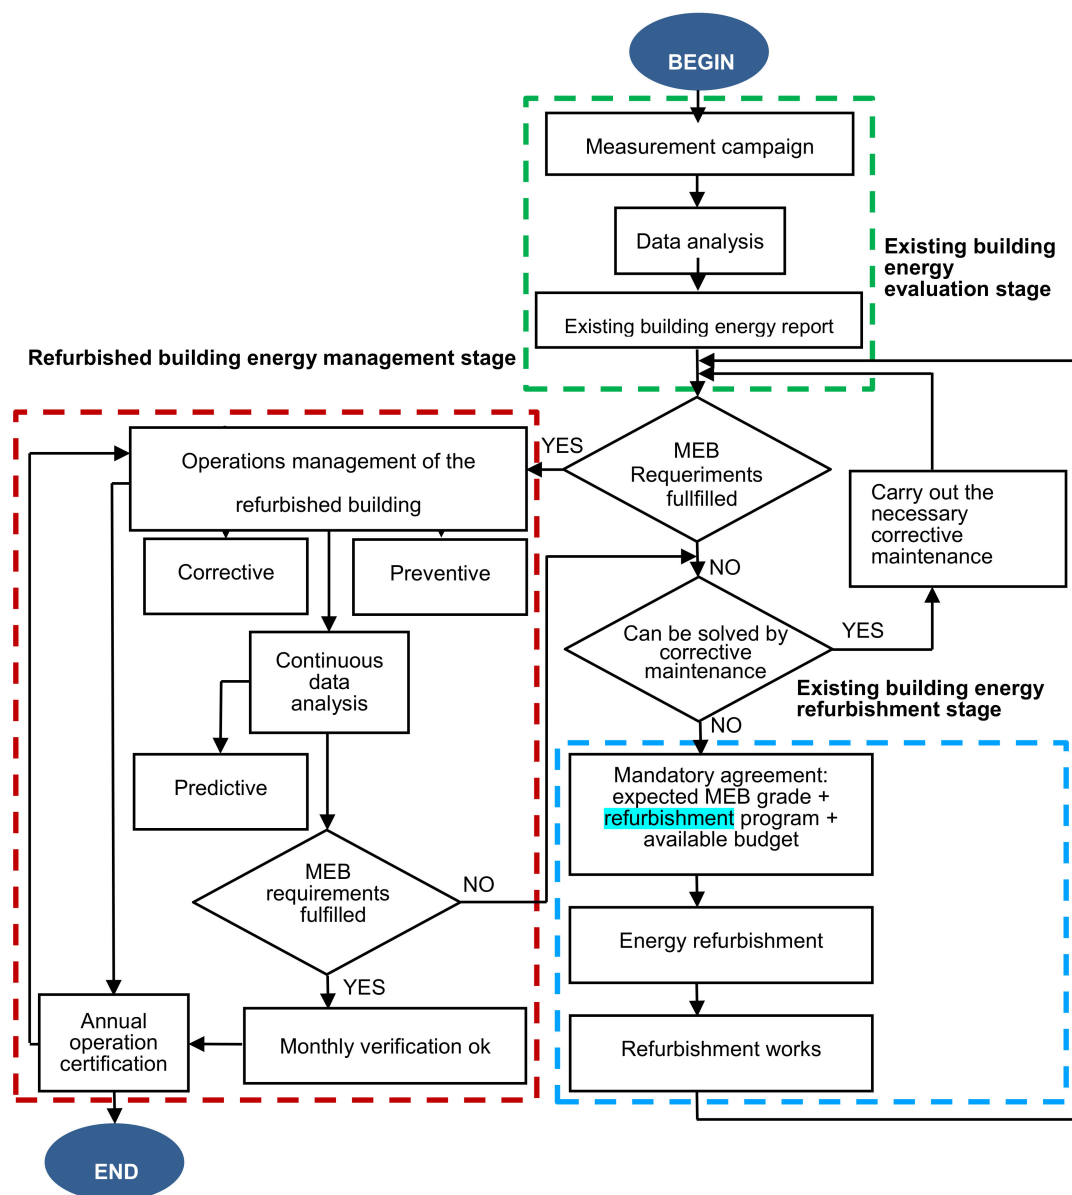 BEGIN
Measurement campaign
Data analysis
Existing building
energy
evaluation stage
Existing building energy report
Refurbished building energy management stage
YES
MEB
Requeriments
fullfilled
Operations management of the
refurbished building
Carry out the
necessary
corrective
maintenance
Corrective
Preventive
NO
Can be solved by
corrective
maintenance
YES
Continuous
data
analysis
Existing building energy
refurbishment stage
NO
Predictive
Mandatory agreement:
expected MEB grade +
refurbishment program +
available budget
MEB
requirements
fulfilled
NO
Energy refurbishment
YES
Annual
operation
certification
Monthly verification ok
Refurbishment works
END